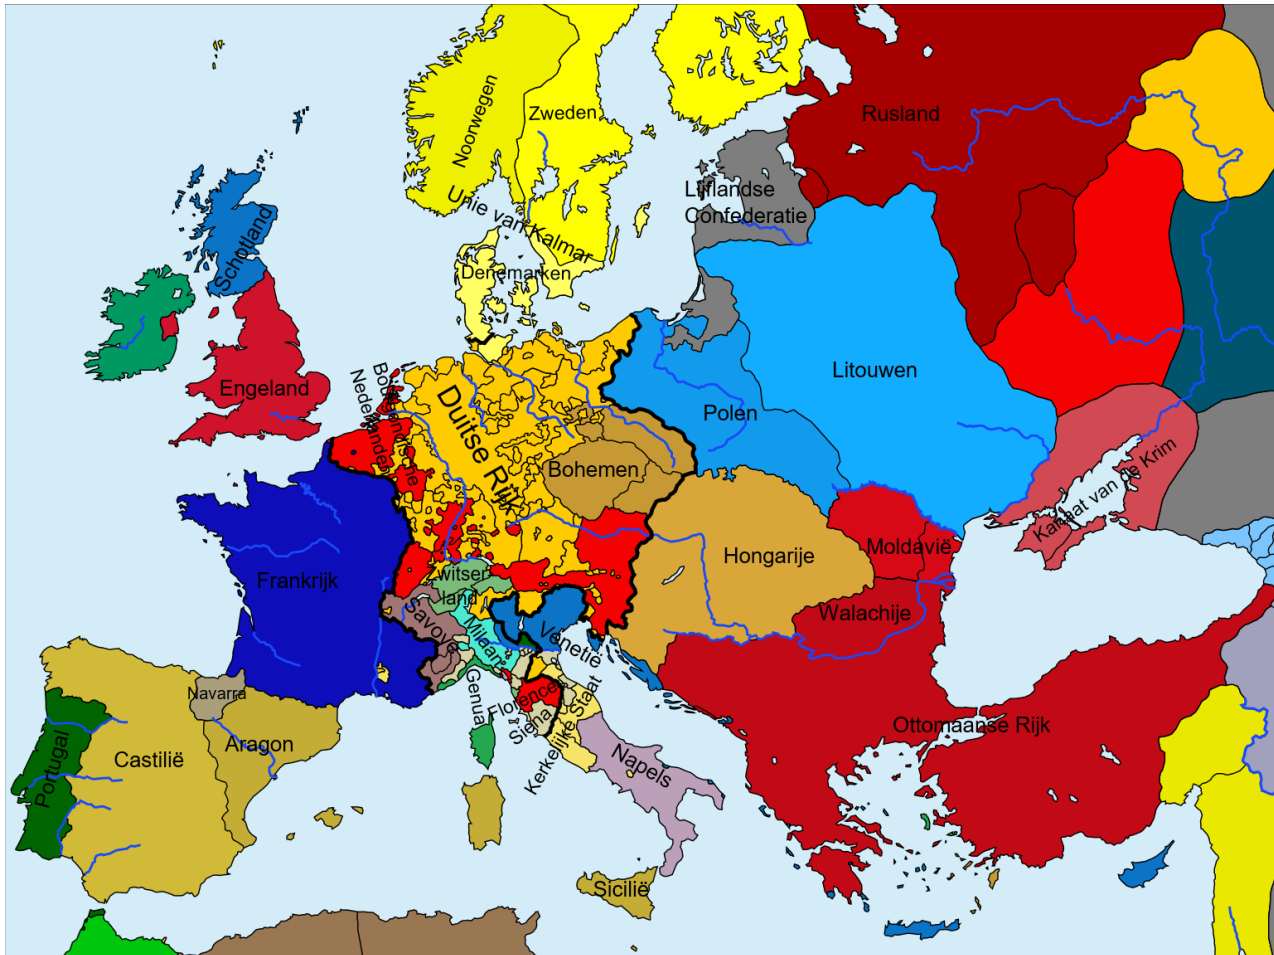 Noorwegen
Zweden
Rusland
Unie van Kalmar
Lijflandse
Confederatie
Schotland
Denemarken
Engeland
Bourgondische
Nederlanden
Duitse Rijk
Polen
Litouwen
Bohemen
Kanaat van de Krim
Frankrijk
Zwitser-
land
Hongarije
Moldavië
Walachije
Savoye
Milaan
Venetië
Navarra
Genua
Florence
Siena
Kerkelijke Staat
Portugal
Castilië
Aragon
Napels
Ottomaanse Rijk
Sicilië